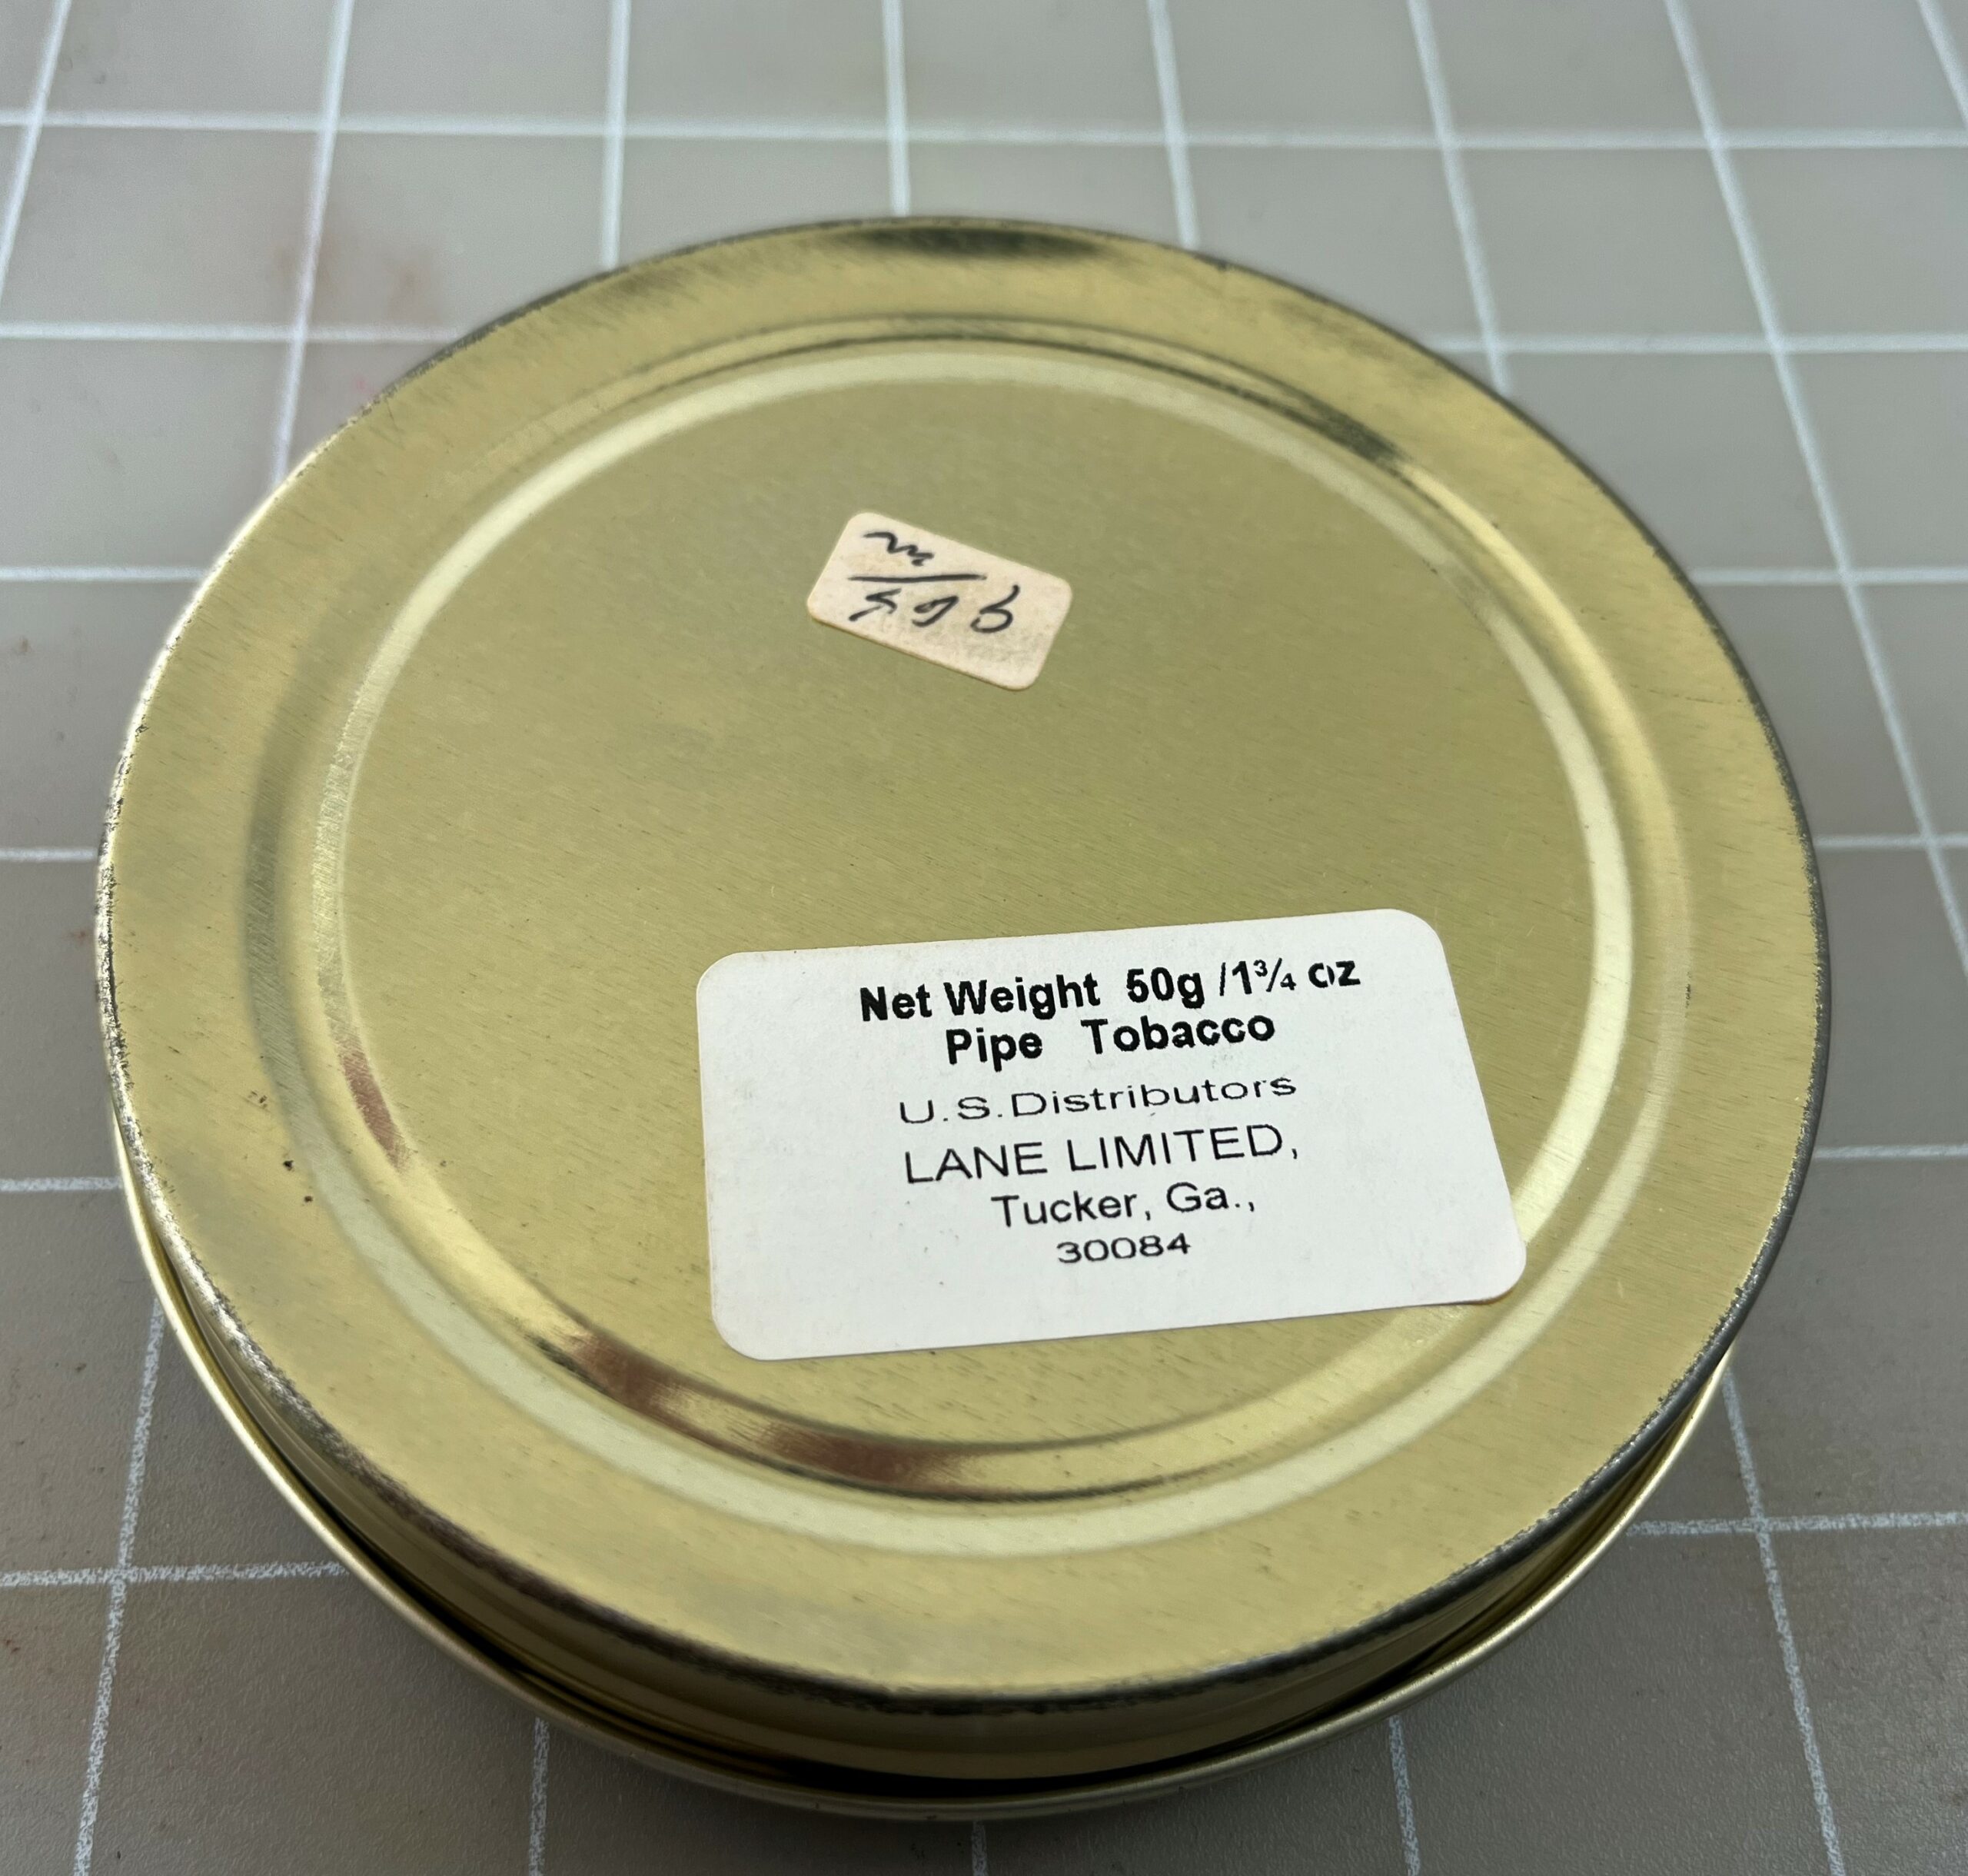 Net Weight 50g /1¾ oz
Pipe Tobacco
U.S.Distributors
LANE LIMITED,
Tucker, Ga.,
30084